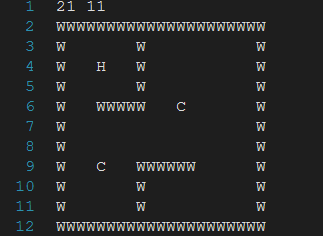 1  21 11
2  WWWWWWWWWWWWWWWWWWWWW
3  W       W           W
4  W   H   W           W
5  W       W           W
6  W   WWWWW   C       W
7  W                   W
8  W                   W
9  W   C   WWWWWW      W
10 W       W           W
11 W       W           W
12 WWWWWWWWWWWWWWWWWWWWW